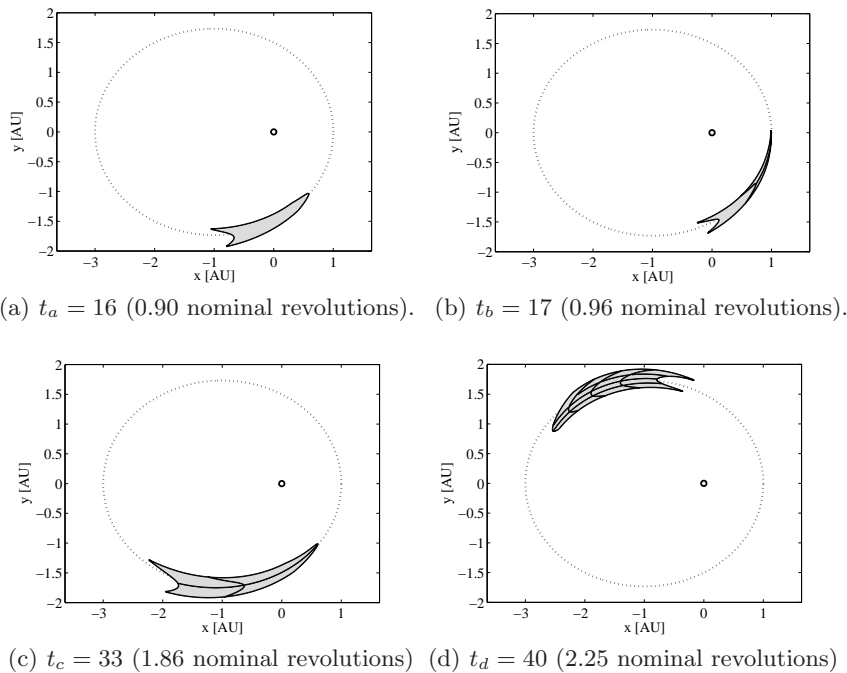 2
1.5
1
0.5
0
−0.5
−1
−1.5
−2
y [AU]
−3 −2 −1 0 1
x [AU]
2
1.5
1
0.5
0
−0.5
−1
−1.5
−2
y [AU]
−3 −2 −1 0 1
x [AU]
(a) t_a = 16 (0.90 nominal revolutions). (b) t_b = 17 (0.96 nominal revolutions).
2
1.5
1
0.5
0
−0.5
−1
−1.5
−2
y [AU]
−3 −2 −1 0 1
x [AU]
2
1.5
1
0.5
0
−0.5
−1
−1.5
−2
y [AU]
−3 −2 −1 0 1
x [AU]
(c) t_c = 33 (1.86 nominal revolutions) (d) t_d = 40 (2.25 nominal revolutions)